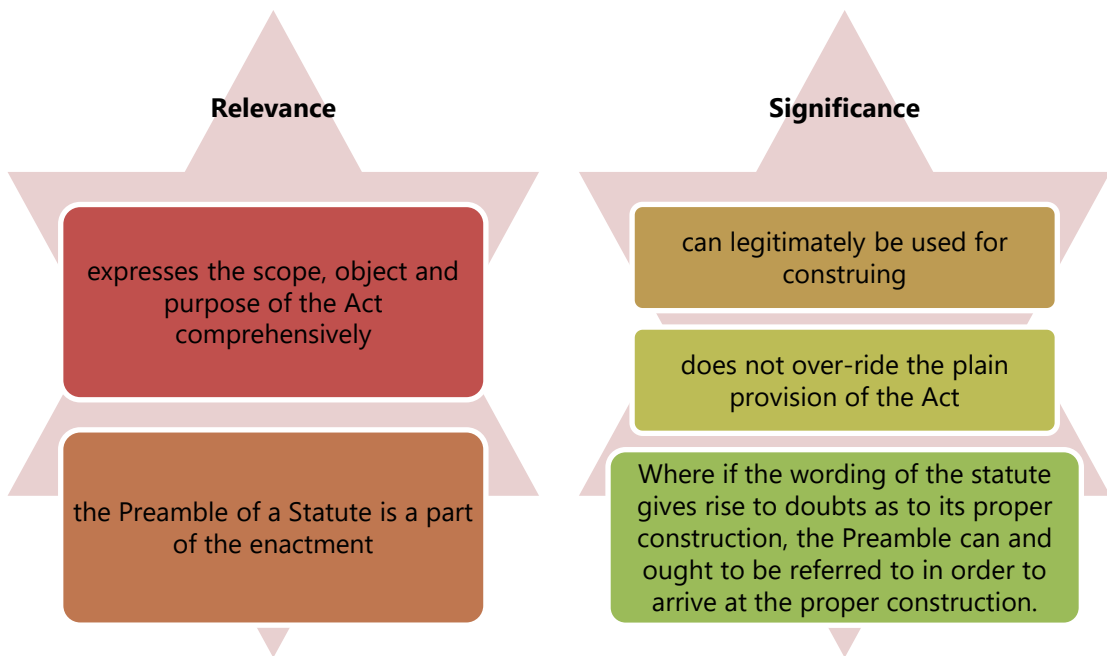 Relevance
expresses the scope, object and
purpose of the Act
comprehensively
the Preamble of a Statute is a part
of the enactment
Significance
can legitimately be used for
construing
does not over-ride the plain
provision of the Act
Where if the wording of the statute
gives rise to doubts as to its proper
construction, the Preamble can and
ought to be referred to in order to
arrive at the proper construction.